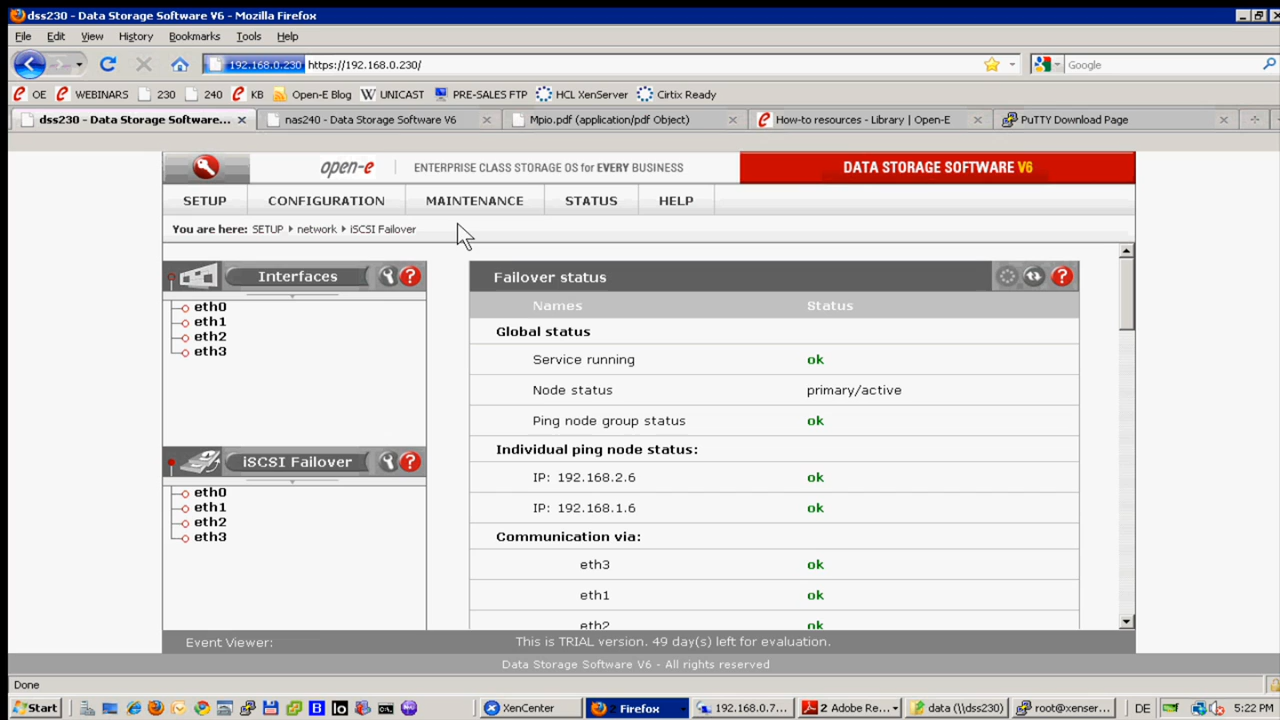 dss230 - Data Storage Software V6 - Mozilla Firefox
File Edit View History Bookmarks Tools Help
192.168.0.230 https://192.168.0.230/ Google
OE WEBINARS 230 240 KB Open-E Blog UNICAST PRE-SALES FTP HCL XenServer Cirtix Ready
dss230 - Data Storage Software... nas240 - Data Storage Software V6 Mpio.pdf (application/pdf Object) How-to resources - Library | Open-E PuTTY Download Page
open-e ENTERPRISE CLASS STORAGE OS for EVERY BUSINESS DATA STORAGE SOFTWARE V6
SETUP CONFIGURATION MAINTENANCE STATUS HELP
You are here: SETUP network iSCSI Failover
Interfaces
eth0
eth1
eth2
eth3
iSCSI Failover
eth0
eth1
eth2
eth3
Failover status
Names Status
Global status
Service running ok
Node status primary/active
Ping node group status ok
Individual ping node status:
IP: 192.168.2.6 ok
IP: 192.168.1.6 ok
Communication via:
eth3 ok
eth1 ok
eth2 ok
Event Viewer: This is TRIAL version. 49 day(s) left for evaluation.
Data Storage Software V6 - All rights reserved
Done
Start XenCenter 2 Firefox 192.168.0.7... 2 Adobe Re... data (\\dss230) root@xenser... DE 5:22 PM